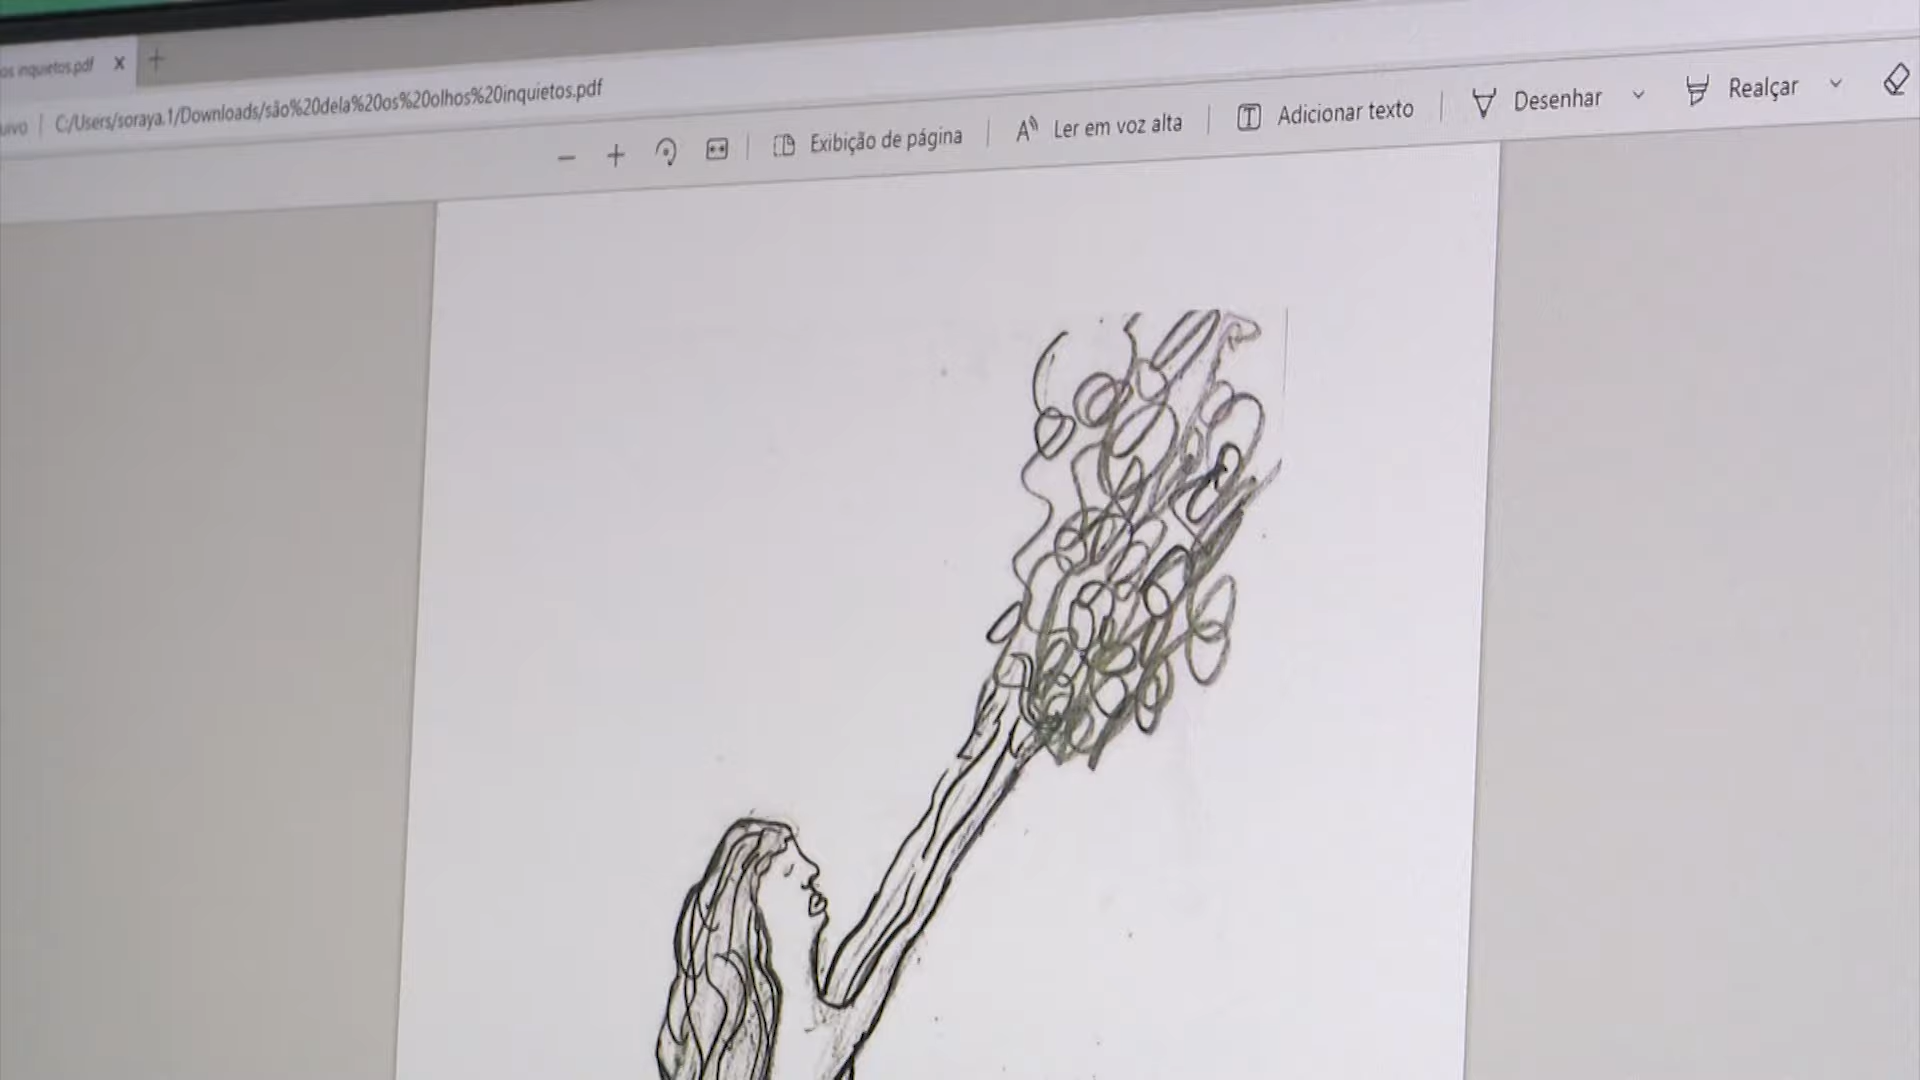 os inquietos.pdf
uivo | C:/Users/soraya.1/Downloads/são%20dela%20os%20olhos%20inquietos.pdf
Exibição de página | Ler em voz alta | Adicionar texto | Desenhar Realçar